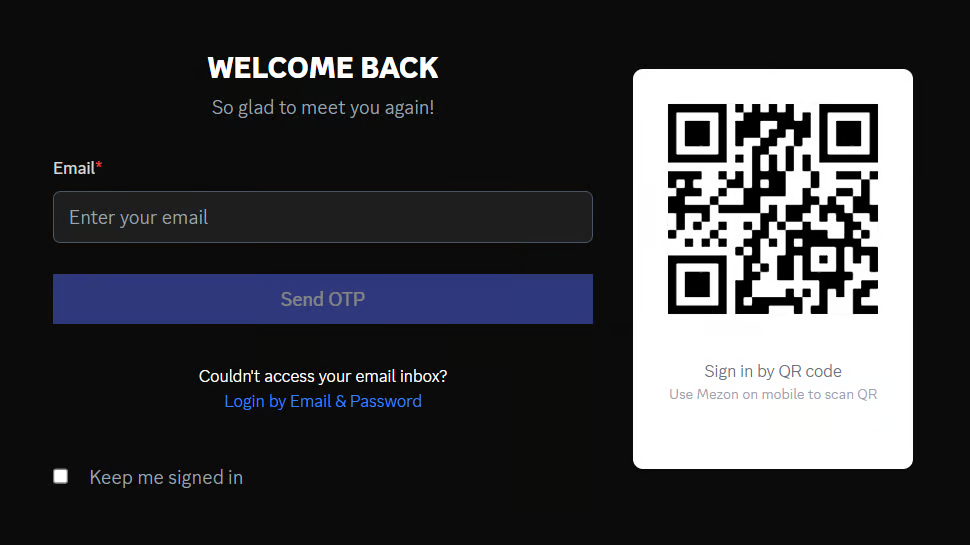 WELCOME BACK
So glad to meet you again!
Email*
Enter your email
Send OTP
Couldn't access your email inbox?
Login by Email & Password
Keep me signed in
Sign in by QR code
Use Mezon on mobile to scan QR